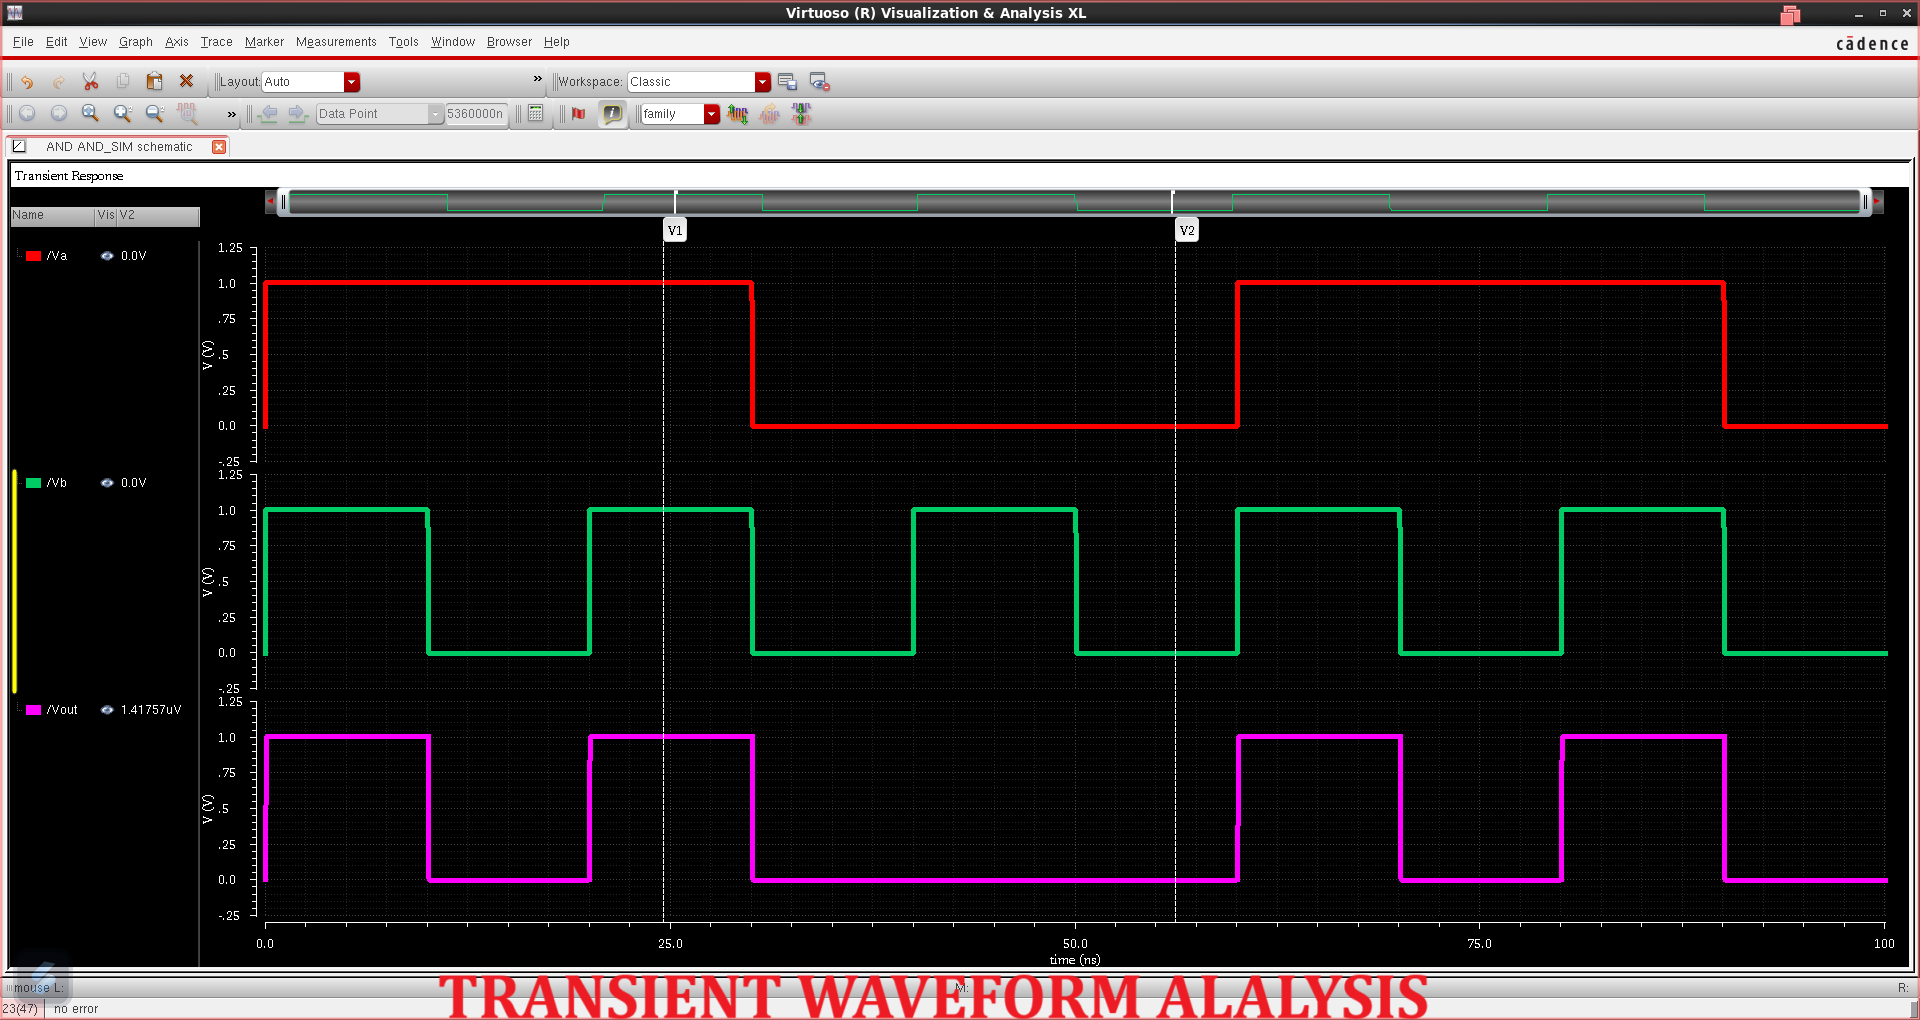 Virtuoso (R) Visualization & Analysis XL
File Edit View Graph Axis Trace Marker Measurements Tools Window Browser Help
cādence
Layout: Auto
»
Workspace: Classic
»
Data Point
5360000n
family
AND AND_SIM schematic
Transient Response
Name Vis V2
V1
V2
/Va 0.0V
1.25
1.0
.75
.5
.25
0.0
-.25
V (V)
/Vb 0.0V
1.25
1.0
.75
.5
.25
0.0
-.25
V (V)
/Vout 1.41757uV
1.25
1.0
.75
.5
.25
0.0
-.25
V (V)
0.0 25.0 50.0 75.0 100
time (ns)
mouse L: M: R:
TRANSIENT WAVEFORM ALALYSIS
23(47) no error